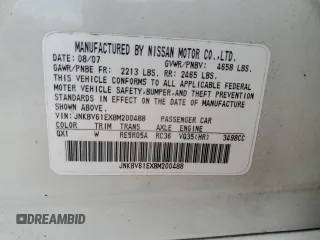 MANUFACTURED BY NISSAN MOTOR CO.,LTD.
DATE: 08/07 GVWR/PNBV: 4658 LBS.
GAWR/PNBE FR: 2213 LBS. RR: 2465 LBS.
THIS VEHICLE CONFORMS TO ALL APPLICABLE FEDERAL
MOTOR VEHICLE SAFETY, BUMPER, AND THEFT PREVENTION
STANDARDS IN EFFECT ON THE DATE OF MANUFACTURE
SHOWN ABOVE.
VIN: JNKBV61EX8M200488 PASSENGER CAR
COLOR TRIM TRANS AXLE ENGINE
QX1 W RE5R05A RC36 VQ35(HR) 3498CC
JNKBV61EX8M200488